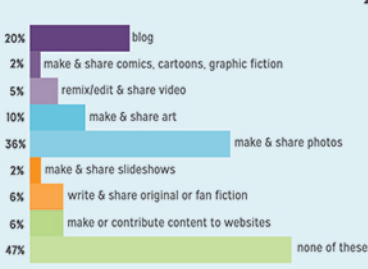 20% blog
2% make & share comics, cartoons, graphic fiction
5% remix/edit & share video
10% make & share art
36% make & share photos
2% make & share slideshows
6% write & share original or fan fiction
6% make or contribute content to websites
47% none of these